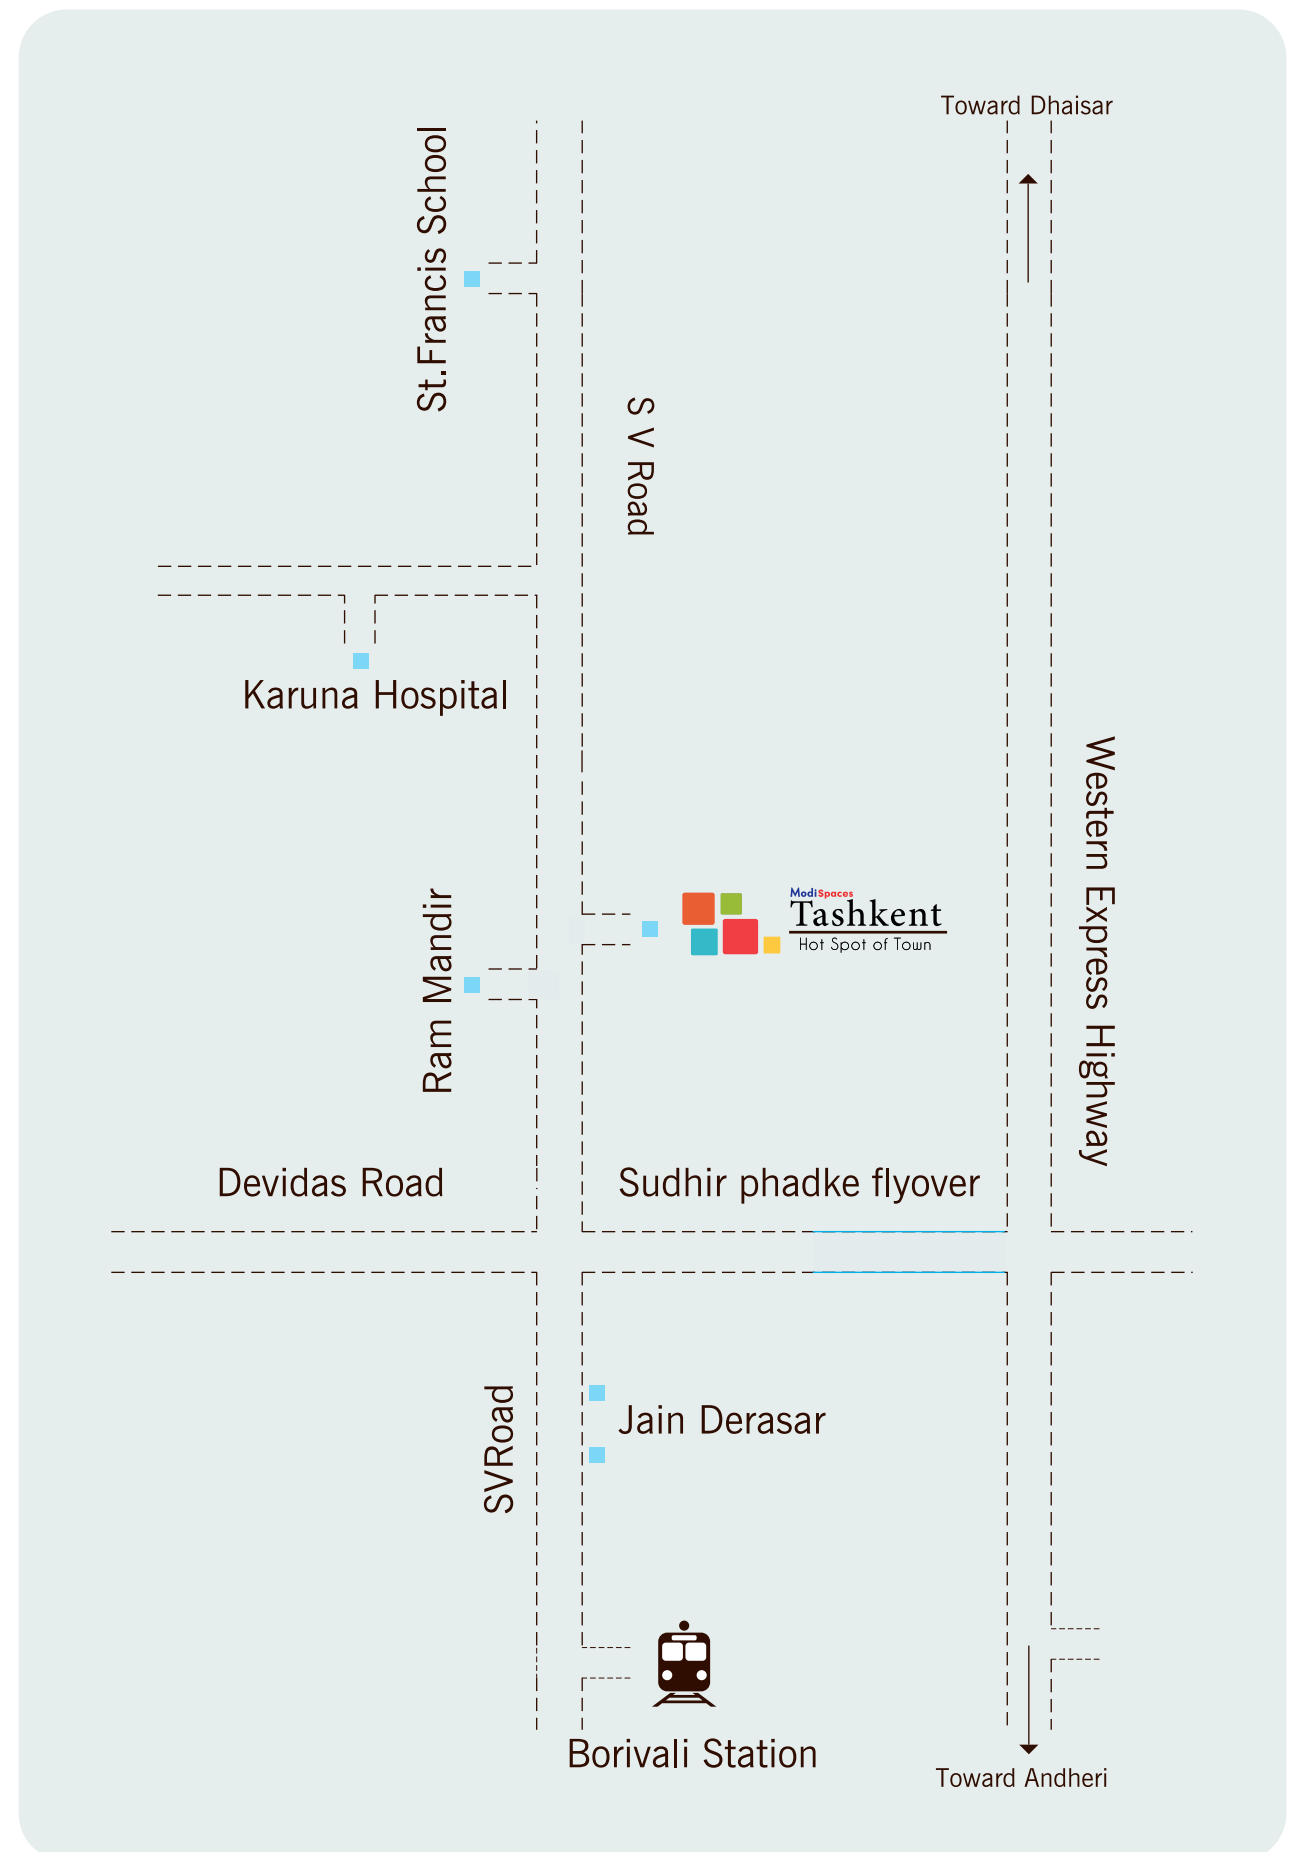 Toward Dhaisar
St.Francis School
S V Road
Karuna Hospital
Western Express Highway
ModiSpaces
Tashkent
Hot Spot of Town
Ram Mandir
Devidas Road
Sudhir phadke flyover
SVRoad
Jain Derasar
Borivali Station
Toward Andheri